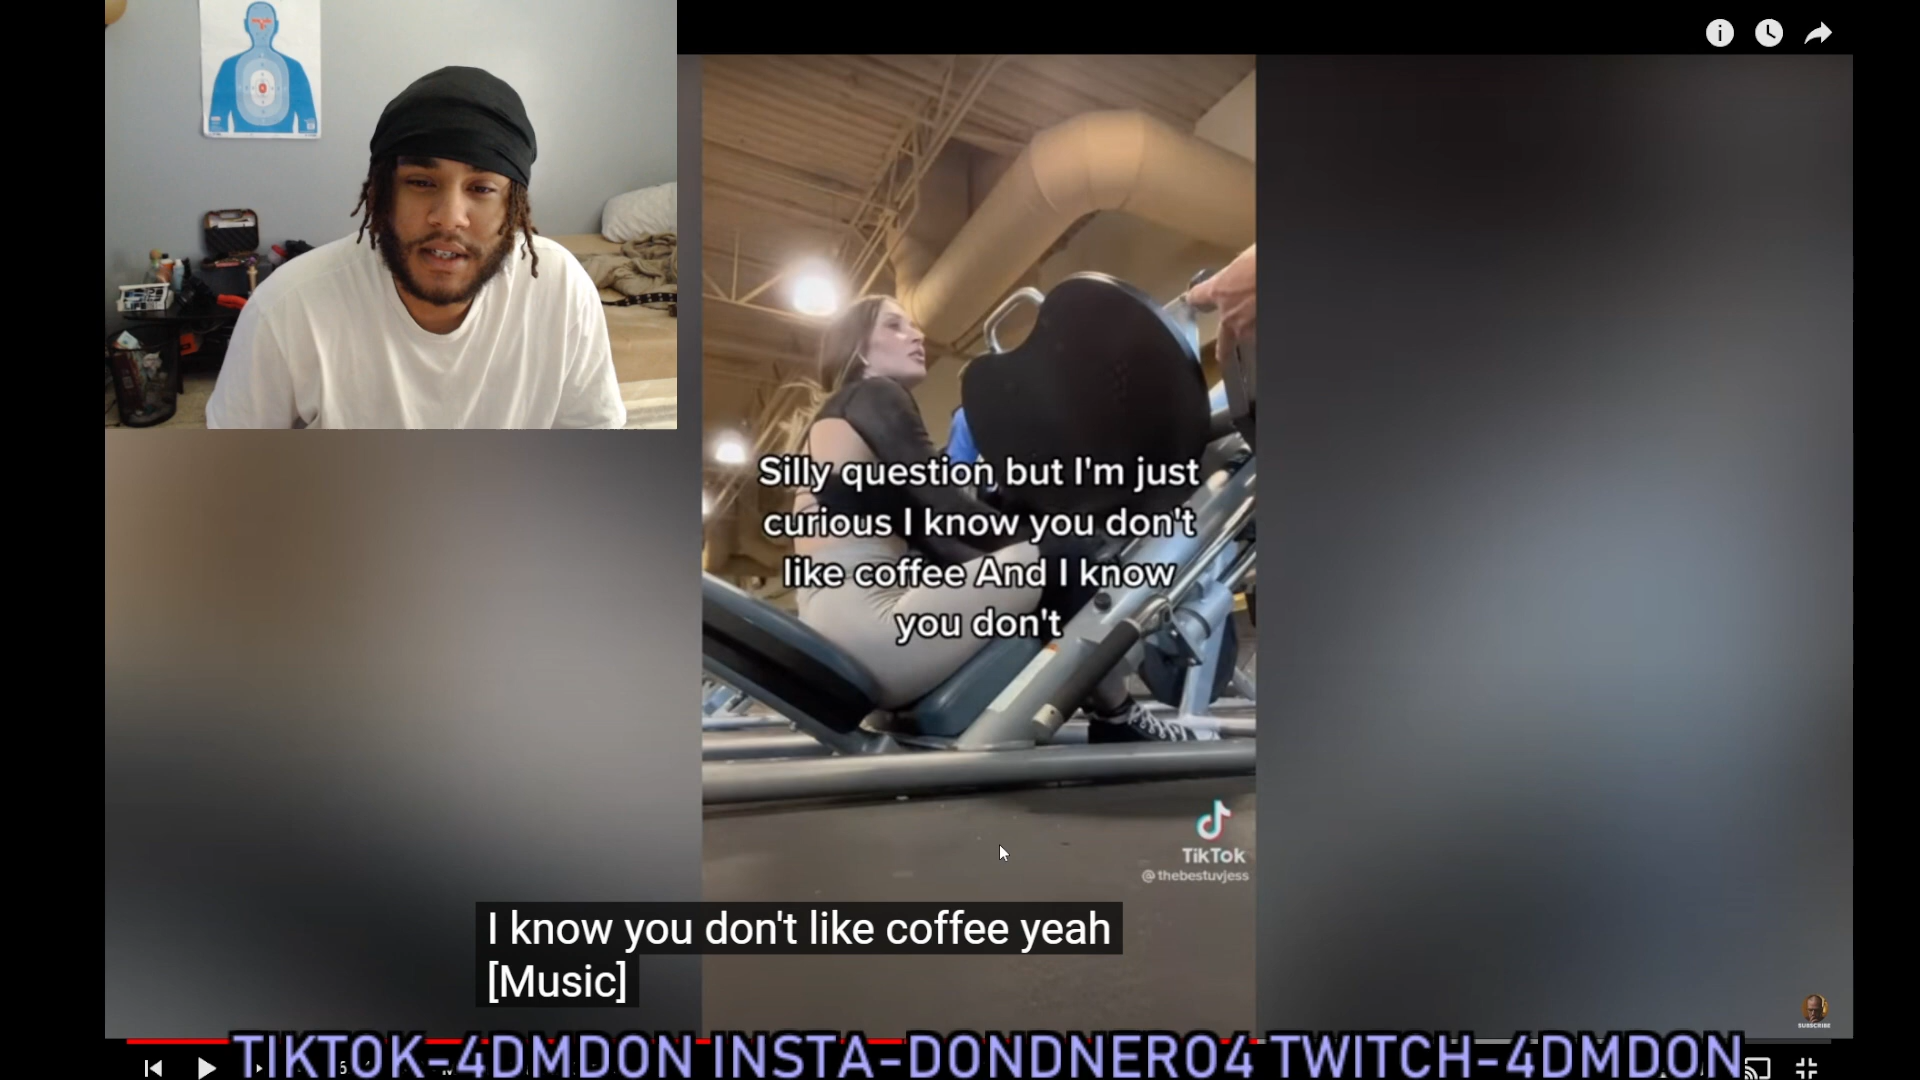 Silly question but I'm just
curious I know you don't
like coffee And I know
you don't
TikTok
@thebestuvjess
I know you don't like coffee yeah
[Music]
SUBSCRIBE
TIKTOK-4DMDON INSTA-DONDNERO4 TWITCH-4DMDON